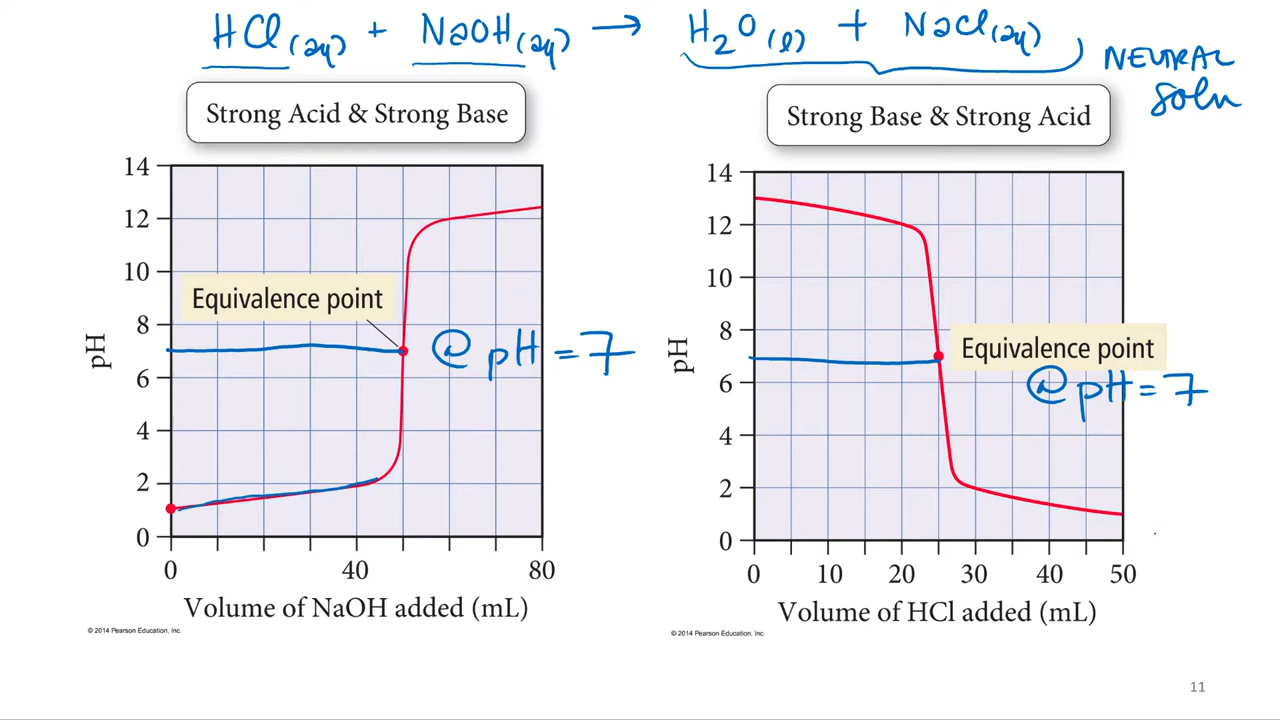 HCl(aq) + NaOH(aq) → H2O(l) + NaCl(aq)
NEUTRAL
soln
Strong Acid & Strong Base
14
12
10
8
6
4
2
0
pH
Equivalence point
@ pH = 7
0 40 80
Volume of NaOH added (mL)
© 2014 Pearson Education, Inc.
Strong Base & Strong Acid
14
12
10
8
6
4
2
0
pH
Equivalence point
@ pH = 7
0 10 20 30 40 50
Volume of HCl added (mL)
© 2014 Pearson Education, Inc.
11